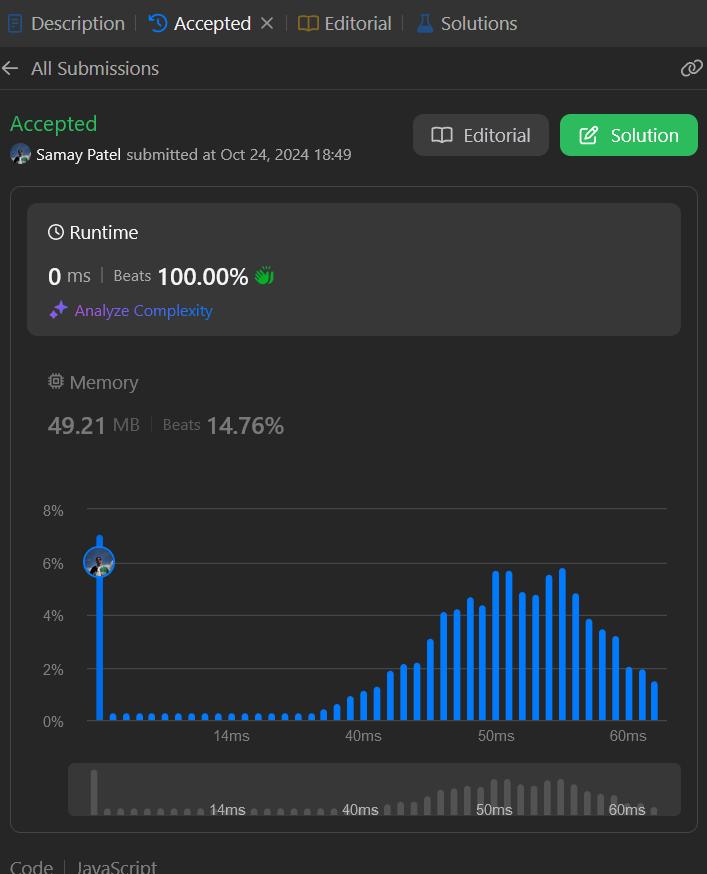 Description | Accepted × | Editorial | Solutions
← All Submissions
Accepted
Editorial
Solution
Samay Patel submitted at Oct 24, 2024 18:49
Runtime
0 ms | Beats 100.00%
Analyze Complexity
Memory
49.21 MB | Beats 14.76%
8%
6%
4%
2%
0%
14ms 40ms 50ms 60ms
14ms 40ms 50ms 60ms
Code | JavaScript